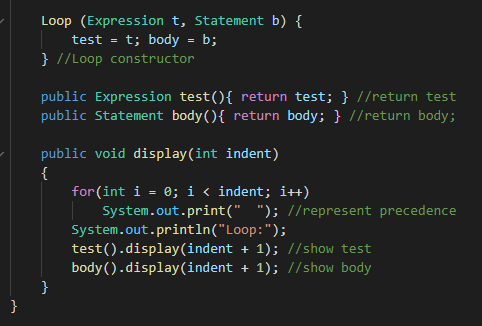 Loop (Expression t, Statement b) {
test = t; body = b;
} //Loop constructor
public Expression test(){ return test; } //return test
public Statement body(){ return body; } //return body;
public void display(int indent)
{
for(int i = 0; i < indent; i++)
System.out.print("  "); //represent precedence
System.out.println("Loop:");
test().display(indent + 1); //show test
body().display(indent + 1); //show body
}
}